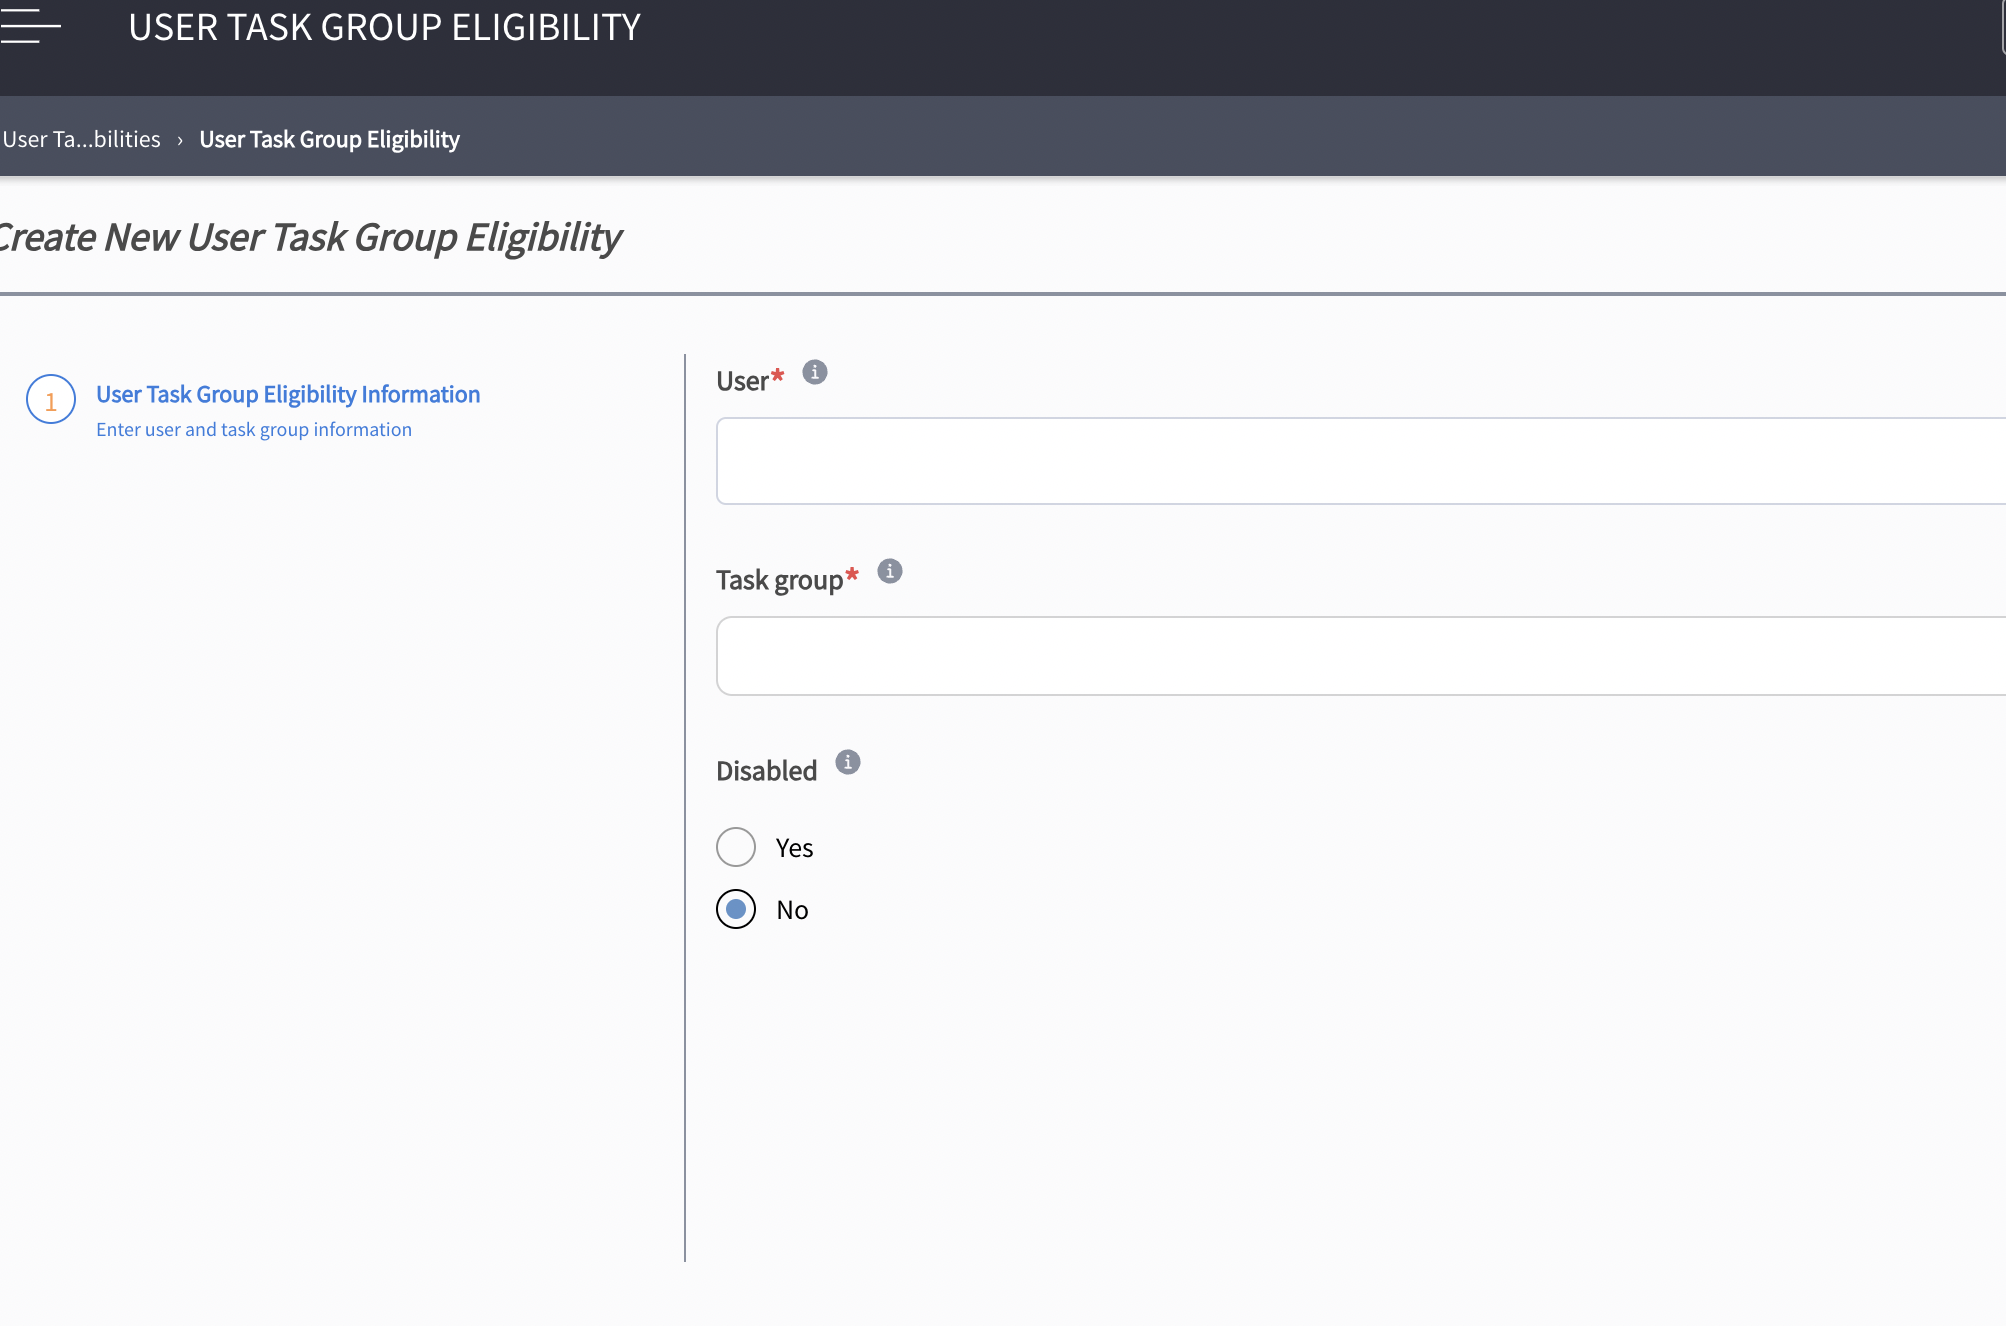 USER TASK GROUP ELIGIBILITY
User Ta...bilities › User Task Group Eligibility
Create New User Task Group Eligibility
1
User Task Group Eligibility Information
Enter user and task group information
User* i
Task group* i
Disabled i
Yes
No